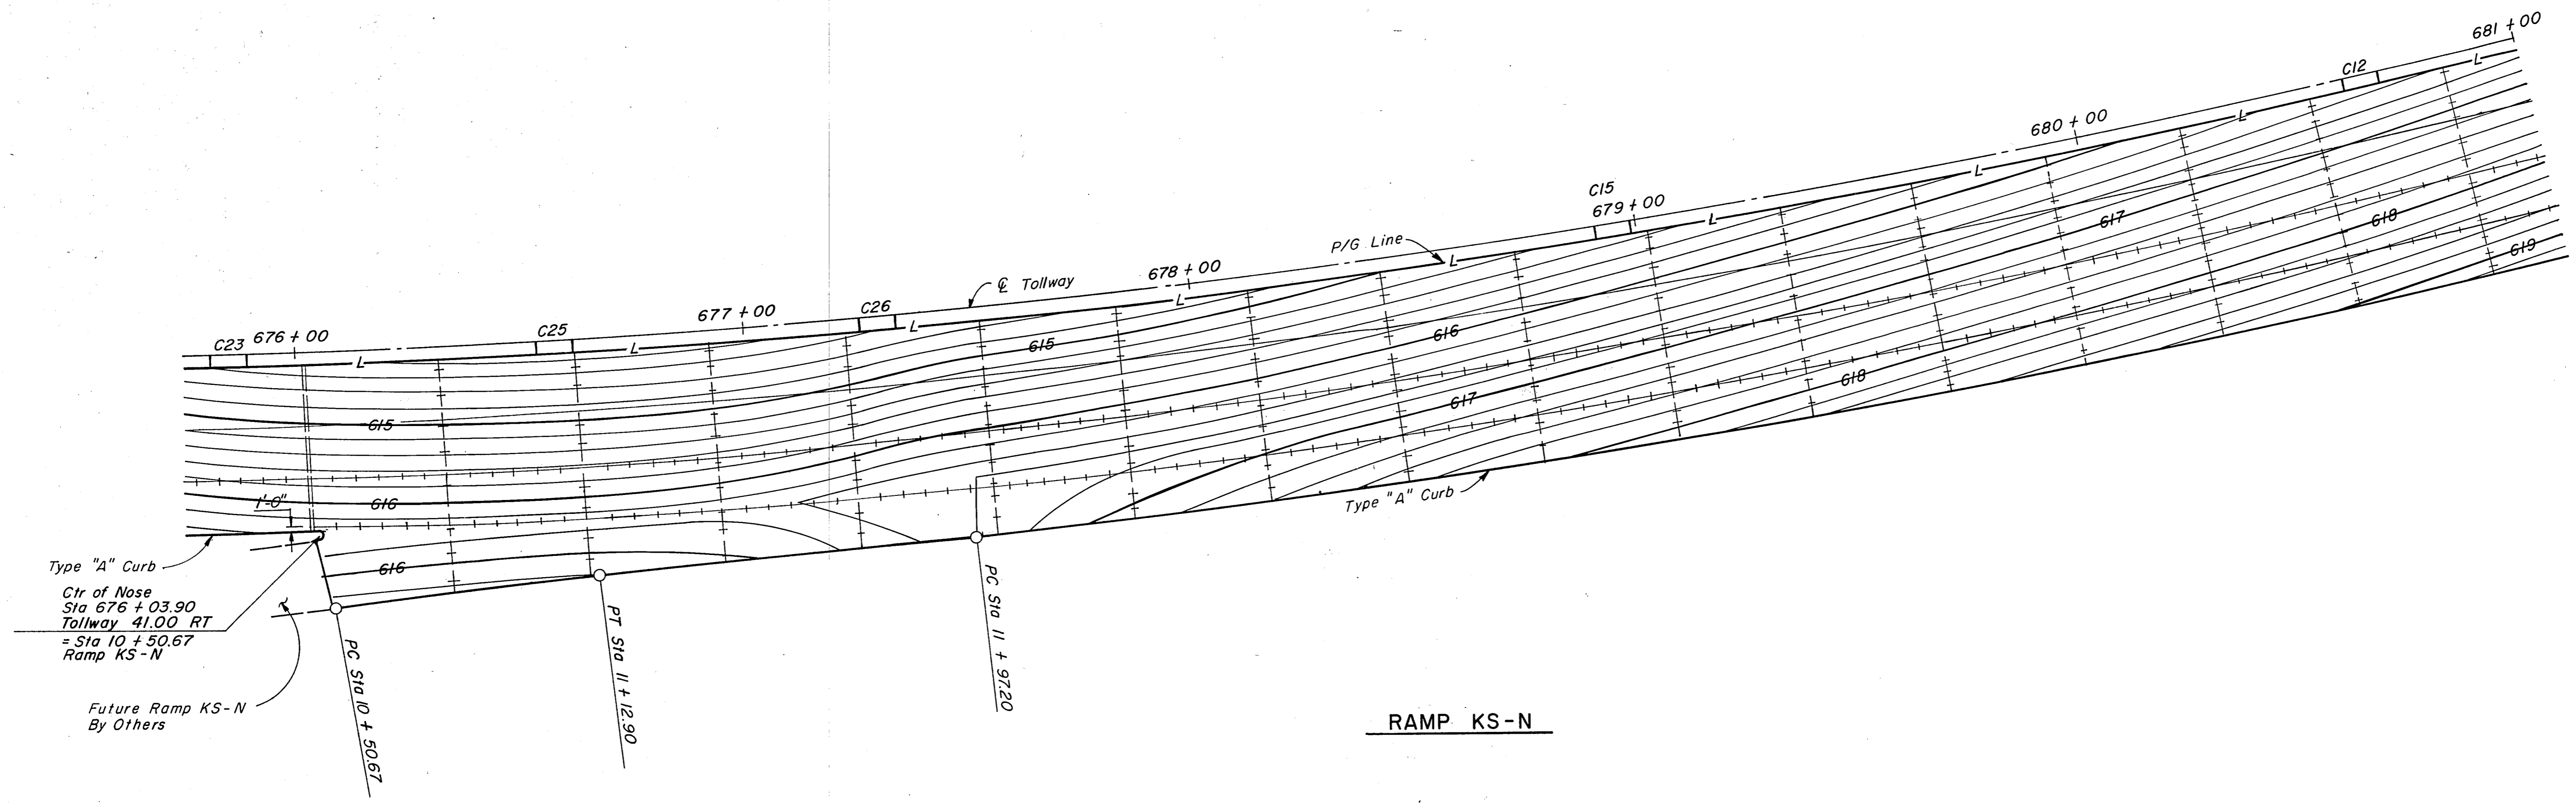 681 + 00
C12
680 + 00
C15
679 + 00
P/G Line
L
L
L
L
L
L
L
L
L
617
618
619
678 + 00
℄ Tollway
C26
677 + 00
C25
C23
676 + 00
615
616
617
618
615
616
1'-0"
616
Type "A" Curb
Type "A" Curb
Ctr of Nose
Sta 676 + 03.90
Tollway 41.00 RT
= Sta 10 + 50.67
Ramp KS-N
Future Ramp KS-N
By Others
PC Sta 10 + 50.67
PT Sta 11 + 12.90
PC Sta 11 + 97.20
RAMP KS-N